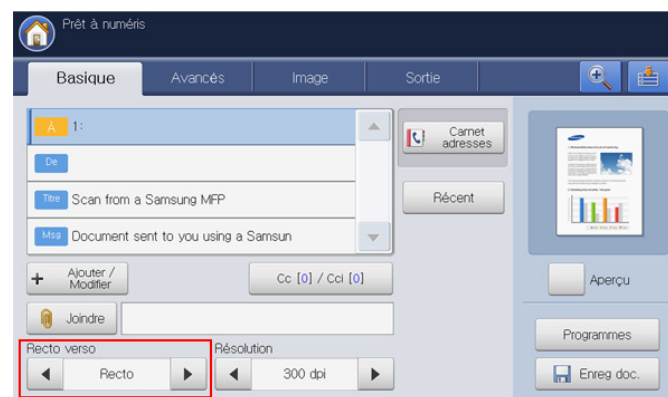 Prêt à numéris
Basique
Avancés
Image
Sortie
À 1:
De
Titre Scan from a Samsung MFP
Msg Document sent to you using a Samsun
Carnet
adresses
Récent
+ Ajouter /
Modifier
Cc [0] / Cci [0]
Aperçu
Joindre
Programmes
Recto verso
Résolution
Recto
300 dpi
Enreg doc.